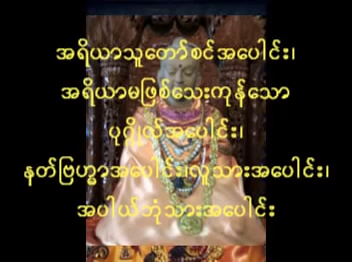 အရိယာသူတော်စင်အပေါင်း၊
အရိယာမဖြစ်သေးကုန်သော
ပုဂ္ဂိုလ်အပေါင်း၊
နတ်ဗြဟ္မာအပေါင်း၊လူသားအပေါင်း၊
အပါယ်ဘုံသားအပေါင်း